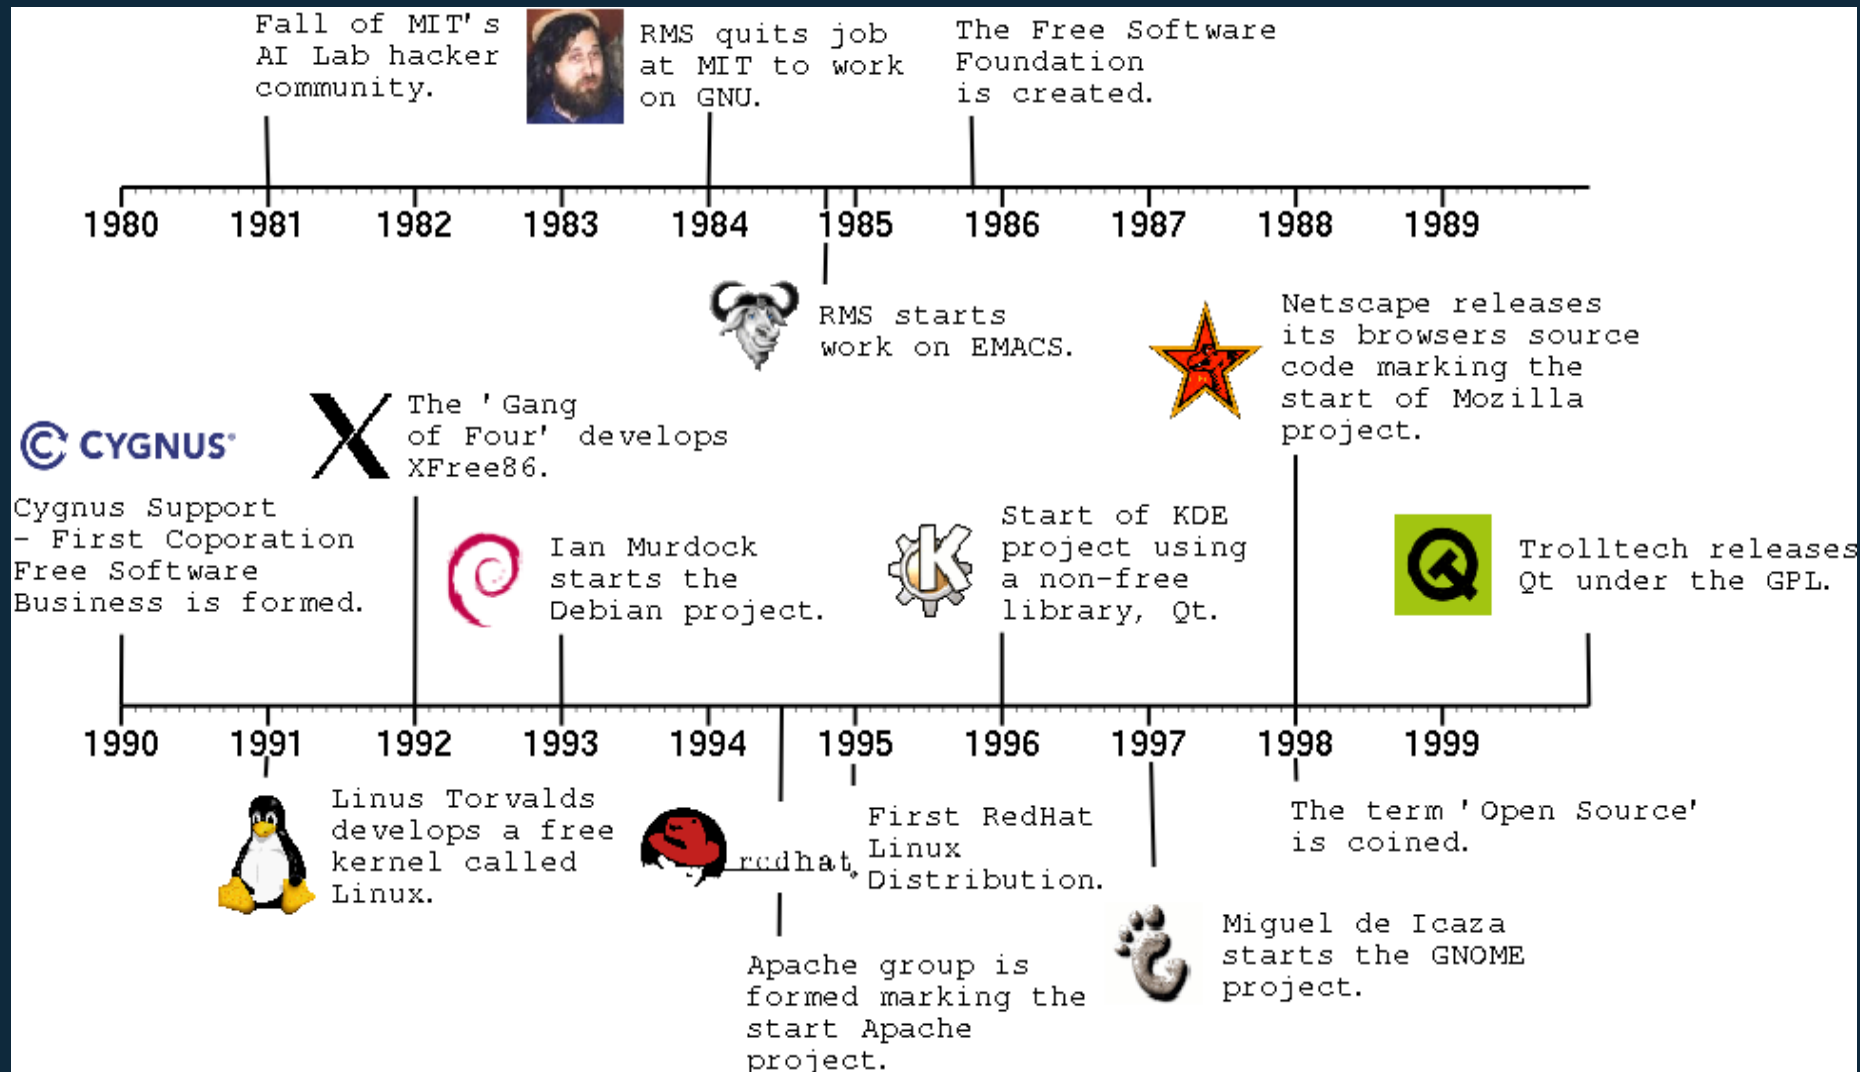 Fall of MIT's
AI Lab hacker
community.
RMS quits job
at MIT to work
on GNU.
The Free Software
Foundation
is created.
1980 1981 1982 1983 1984 1985 1986 1987 1988 1989
RMS starts
work on EMACS.
Netscape releases
its browsers source
code marking the
start of Mozilla
project.
CYGNUS
Cygnus Support
- First Coporation
Free Software
Business is formed.
The 'Gang
of Four' develops
XFree86.
Ian Murdock
starts the
Debian project.
Start of KDE
project using
a non-free
library, Qt.
Trolltech releases
Qt under the GPL.
1990 1991 1992 1993 1994 1995 1996 1997 1998 1999
Linus Torvalds
develops a free
kernel called
Linux.
redhat
First RedHat
Linux
Distribution.
The term 'Open Source'
is coined.
Apache group is
formed marking the
start Apache
project.
Miguel de Icaza
starts the GNOME
project.